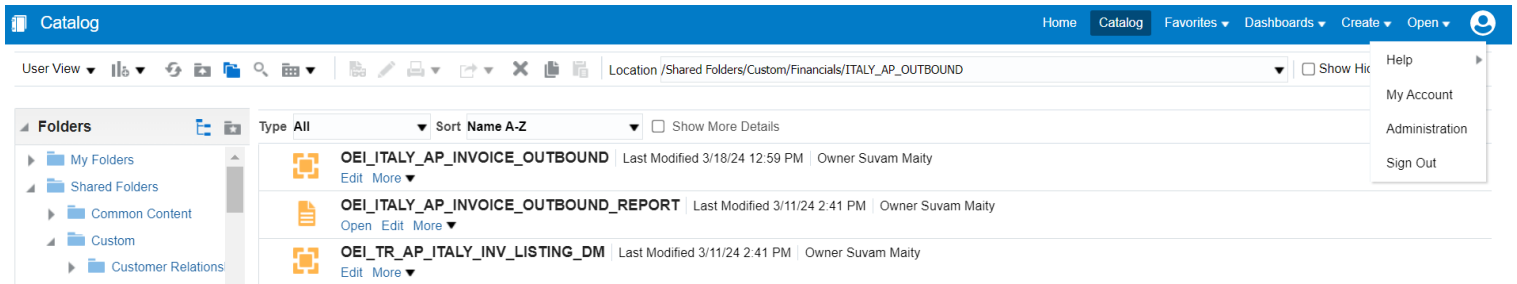 Catalog
Home Catalog Favorites Dashboards Create Open
User View
Location /Shared Folders/Custom/Financials/ITALY_AP_OUTBOUND
Show Hid
Help
My Account
Administration
Sign Out
Folders
My Folders
Shared Folders
Common Content
Custom
Customer Relations
Type All Sort Name A-Z Show More Details
OEI_ITALY_AP_INVOICE_OUTBOUND Last Modified 3/18/24 12:59 PM Owner Suvam Maity
Edit More
OEI_ITALY_AP_INVOICE_OUTBOUND_REPORT Last Modified 3/11/24 2:41 PM Owner Suvam Maity
Open Edit More
OEI_TR_AP_ITALY_INV_LISTING_DM Last Modified 3/11/24 2:41 PM Owner Suvam Maity
Edit More